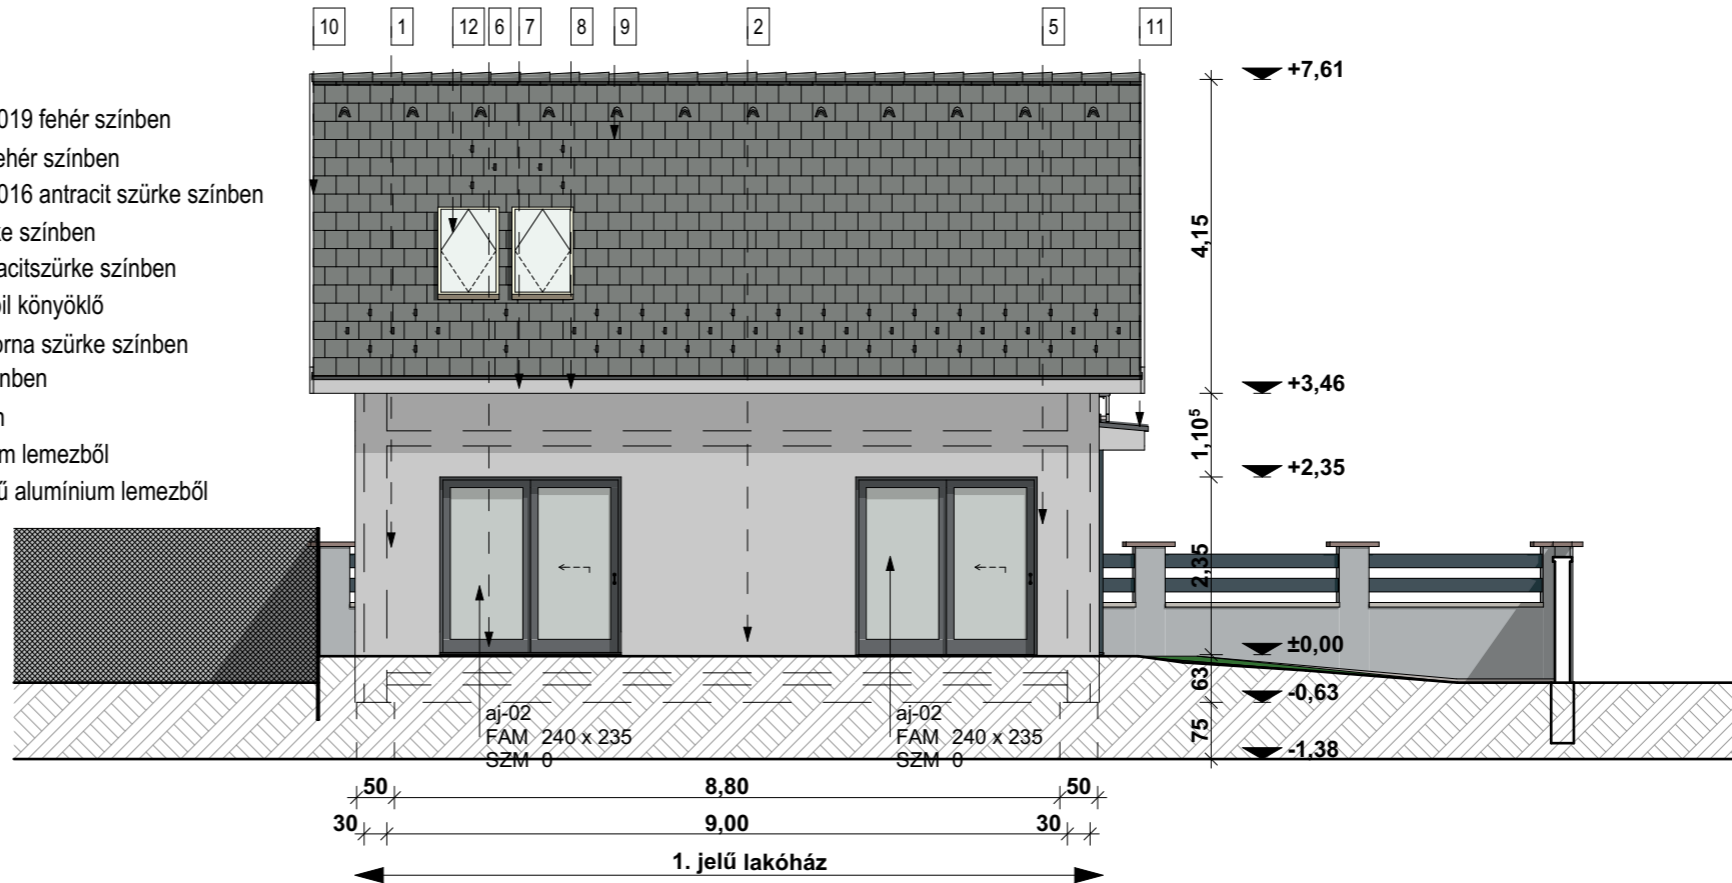 10 1 12 6 7 8 9 2 5 11
+7,61
019 fehér színben
ehér színben
016 antracit szürke színben
ke színben
acitszürke színben
oil könyöklő
orna szürke színben
nben
n
m lemezből
ű alumínium lemezből
4,15
+3,46
1,10⁵
+2,35
2,35
±0,00
63
-0,63
75
-1,38
aj-02
FAM 240 x 235
SZM 0
aj-02
FAM 240 x 235
SZM 0
50 8,80 50
30 9,00 30
1. jelű lakóház